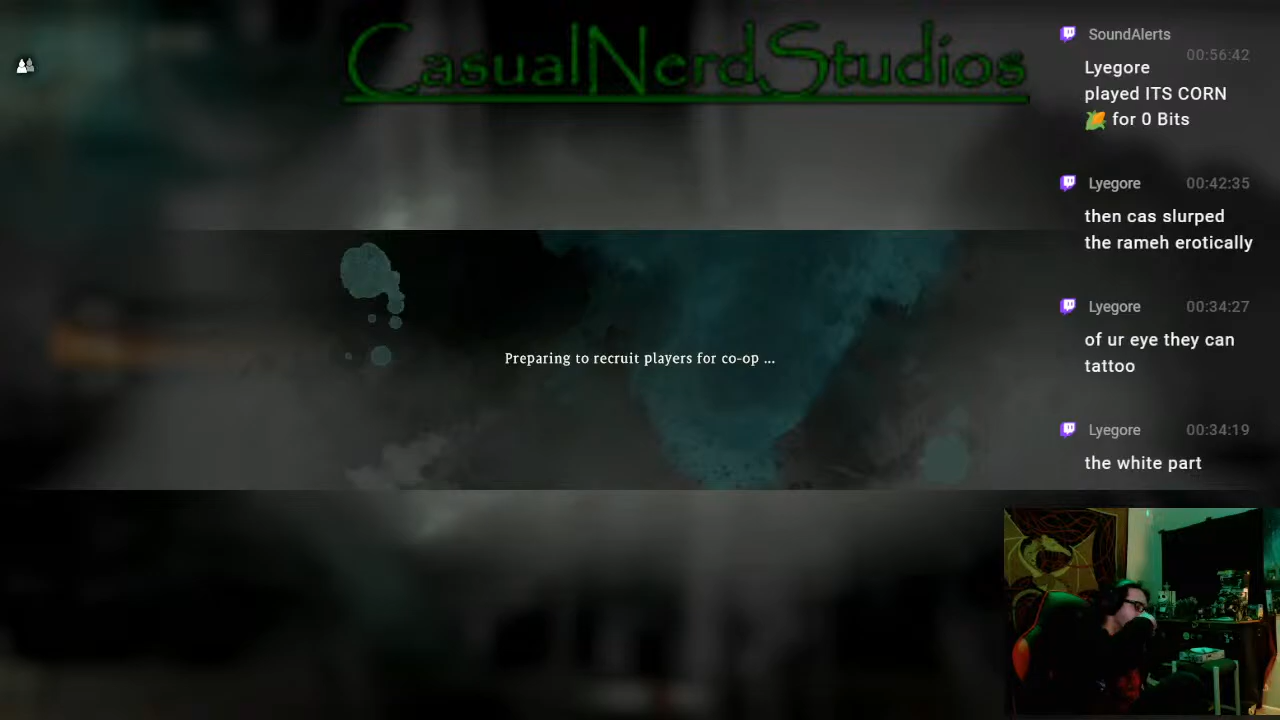 CasualNerdStudios
SoundAlerts
00:56:42
Lyegore
played ITS CORN
🌽 for 0 Bits
Lyegore 00:42:35
then cas slurped
the rameh erotically
Lyegore 00:34:27
of ur eye they can
tattoo
Lyegore 00:34:19
the white part
Preparing to recruit players for co-op ...